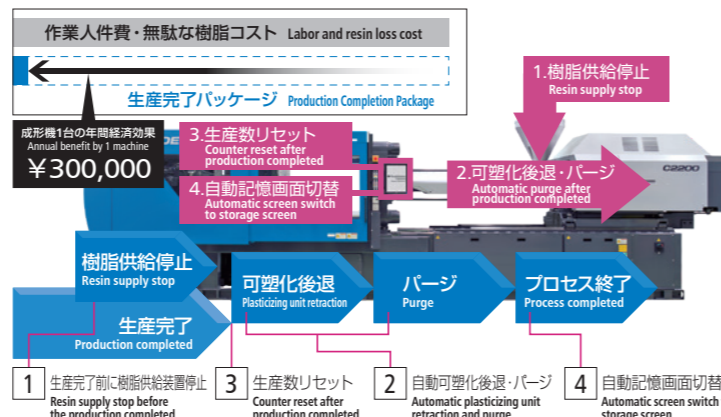 作業人件費・無駄な樹脂コスト Labor and resin loss cost
生産完了パッケージ Production Completion Package
成形機1台の年間経済効果
Annual benefit by 1 machine
¥300,000
1.樹脂供給停止
Resin supply stop
3.生産数リセット
Counter reset after
production completed
4.自動記憶画面切替
Automatic screen switch
to storage screen
2.可塑化後退・パージ
Automatic purge after
production completed
C2200
樹脂供給停止
Resin supply stop
生産完了
Production completed
可塑化後退
Plasticizing unit retraction
パージ
Purge
プロセス終了
Process completed
1 生産完了前に樹脂供給装置停止
Resin supply stop before
the production completed
3 生産数リセット
Counter reset after
production completed
2 自動可塑化後退・パージ
Automatic plasticizing unit
retraction and purge
4 自動記憶画面切替
Automatic screen switch
storage screen